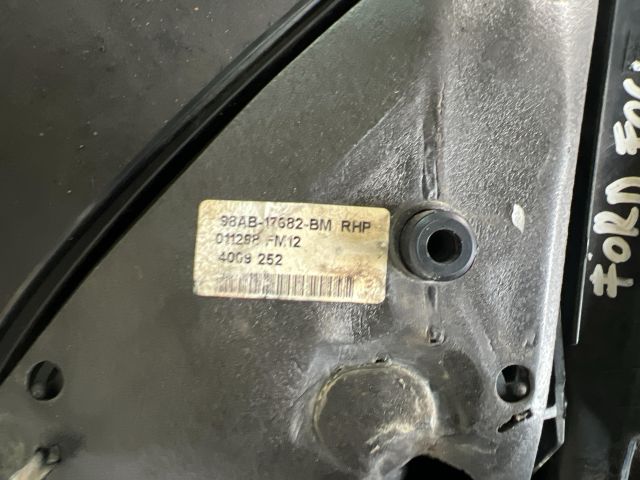 98AB-17682-BM RHP
011298 FM12
4009 252
FORD FOC